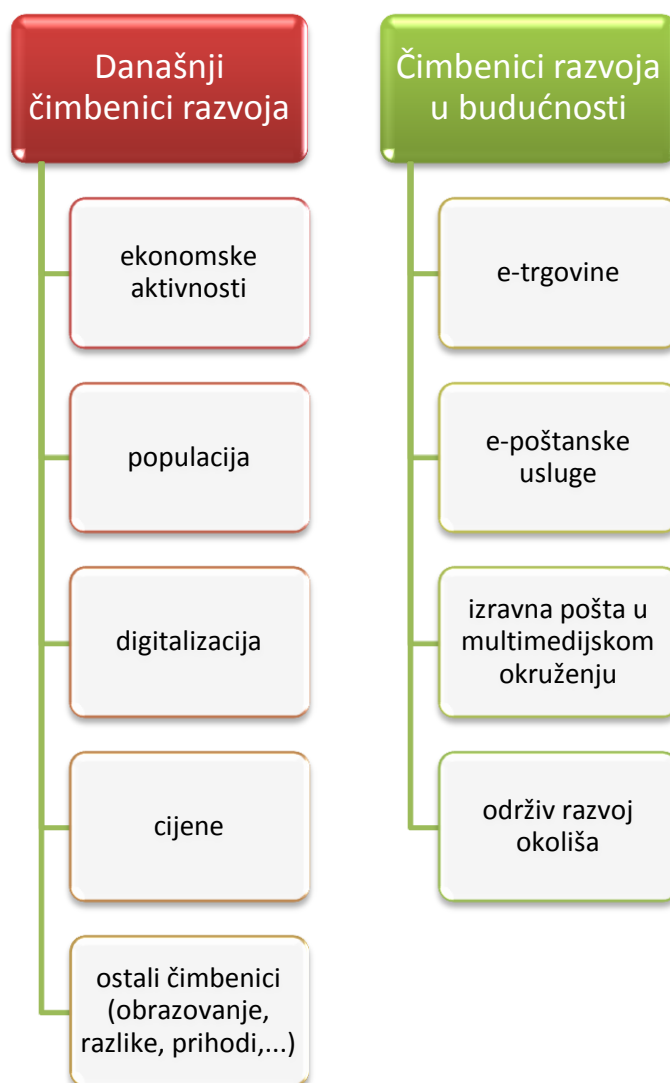 Današnji
čimbenici razvoja
ekonomske
aktivnosti
populacija
digitalizacija
cijene
ostali čimbenici
(obrazovanje,
razlike, prihodi,...)
Čimbenici razvoja
u budućnosti
e-trgovine
e-poštanske
usluge
izravna pošta u
multimedijskom
okruženju
održiv razvoj
okoliša